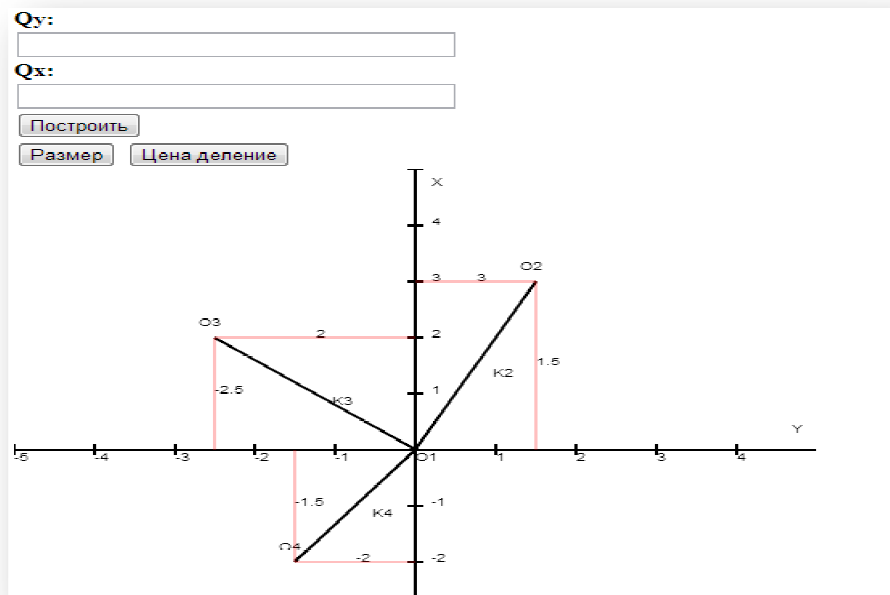 Qy:
Qx:
Построить
Размер Цена деление
X
4
O2
3 3
O3
2 2
1.5
K2
-2.5 1
K3
Y
-5 -4 -3 -2 -1 O1 1 2 3 4
-1.5 -1
K4
O4
-2 -2